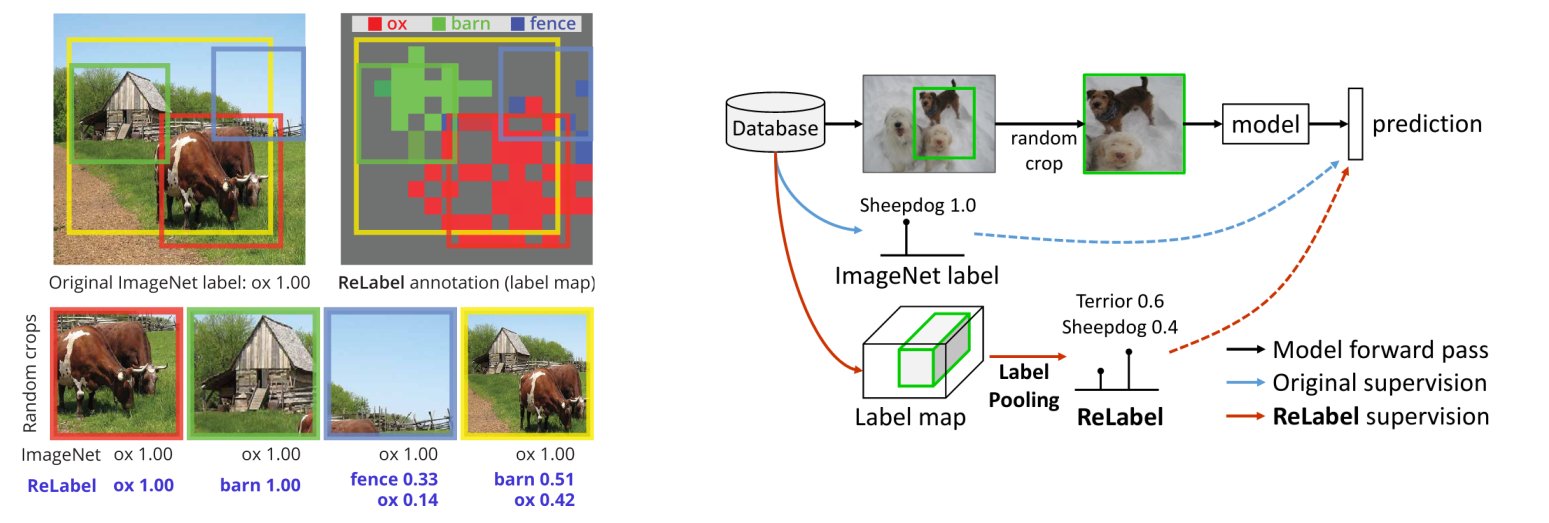 ox barn fence
Original ImageNet label: ox 1.00
ReLabel annotation (label map)
Random crops
ImageNet ox 1.00 ox 1.00 ox 1.00 ox 1.00
ReLabel ox 1.00 barn 1.00 fence 0.33 barn 0.51
ox 0.14 ox 0.42
Database
random
crop
model
prediction
Sheepdog 1.0
ImageNet label
Terrior 0.6
Sheepdog 0.4
Label
Pooling
Label map
ReLabel
Model forward pass
Original supervision
ReLabel supervision